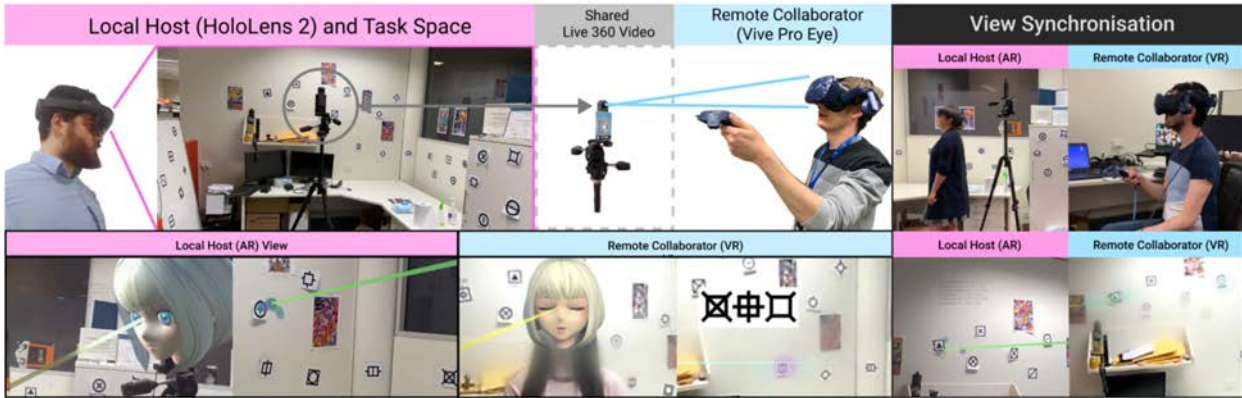 Local Host (HoloLens 2) and Task Space
Shared
Live 360 Video
Remote Collaborator
(Vive Pro Eye)
View Synchronisation
Local Host (AR)
Remote Collaborator (VR)
Local Host (AR) View
Remote Collaborator (VR)
Local Host (AR)
Remote Collaborator (VR)